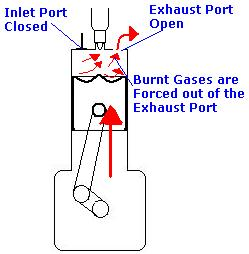 Inlet Port
Closed
Exhaust Port
Open
Burnt Gases are
Forced out of the
Exhaust Port